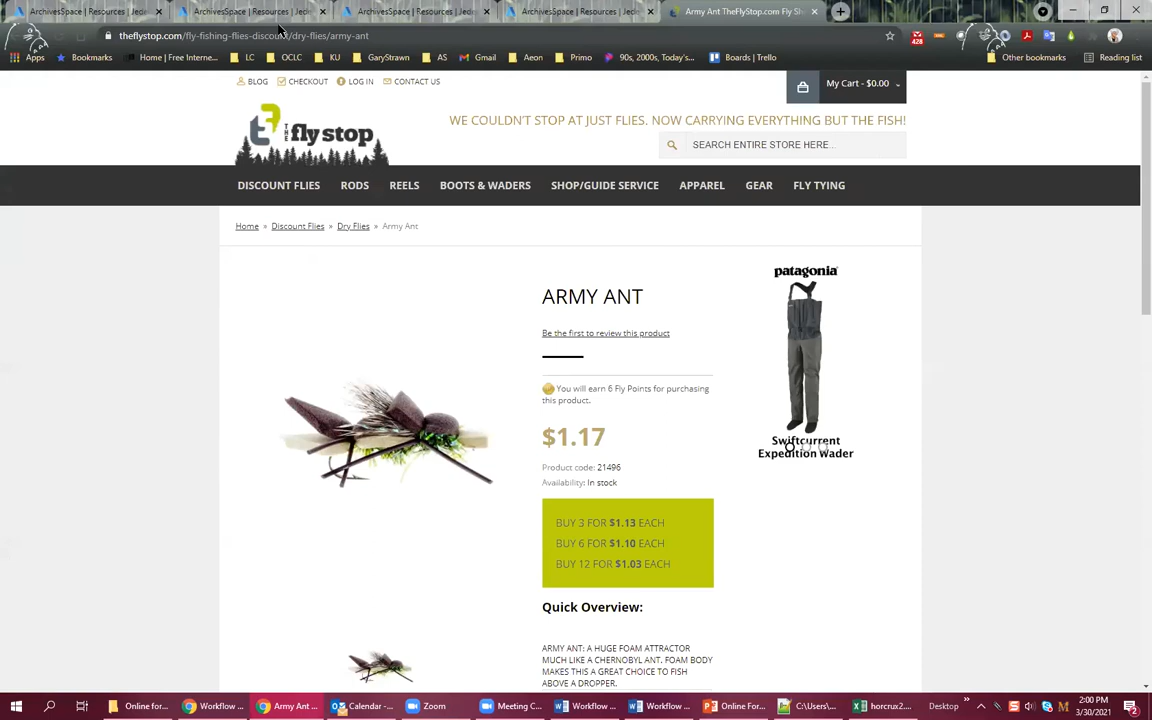 ArchivesSpace | Resources | Jedi
ArchivesSpace | Resources | Jedi
ArchivesSpace | Resources | Jedi
ArchivesSpace | Resources | Jedi
Army Ant TheFlyStop.com Fly Sh
theflystop.com/fly-fishing-flies-discount/dry-flies/army-ant
428
Apps Bookmarks Home | Free Interne... LC OCLC KU GaryStrawn AS Gmail Aeon Primo 90s, 2000s, Today'... Boards | Trello Other bookmarks Reading list
BLOG CHECKOUT LOG IN CONTACT US
My Cart - $0.00
the fly stop
WE COULDN'T STOP AT JUST FLIES. NOW CARRYING EVERYTHING BUT THE FISH!
SEARCH ENTIRE STORE HERE...
DISCOUNT FLIES RODS REELS BOOTS & WADERS SHOP/GUIDE SERVICE APPAREL GEAR FLY TYING
Home » Discount Flies » Dry Flies » Army Ant
patagonia
ARMY ANT
Be the first to review this product
You will earn 6 Fly Points for purchasing
this product.
$1.17
Swiftcurrent
Expedition Wader
Product code: 21496
Availability: In stock
BUY 3 FOR $1.13 EACH
BUY 6 FOR $1.10 EACH
BUY 12 FOR $1.03 EACH
Quick Overview:
ARMY ANT: A HUGE FOAM ATTRACTOR
MUCH LIKE A CHERNOBYL ANT. FOAM BODY
MAKES THIS A GREAT CHOICE TO FISH
ABOVE A DROPPER.
Online for... Workflow ... Army Ant ... Calendar - ... Zoom Meeting C... Workflow ... Workflow ... Online For... C:\Users\... horcrux2.... Desktop
2:00 PM
3/30/2021